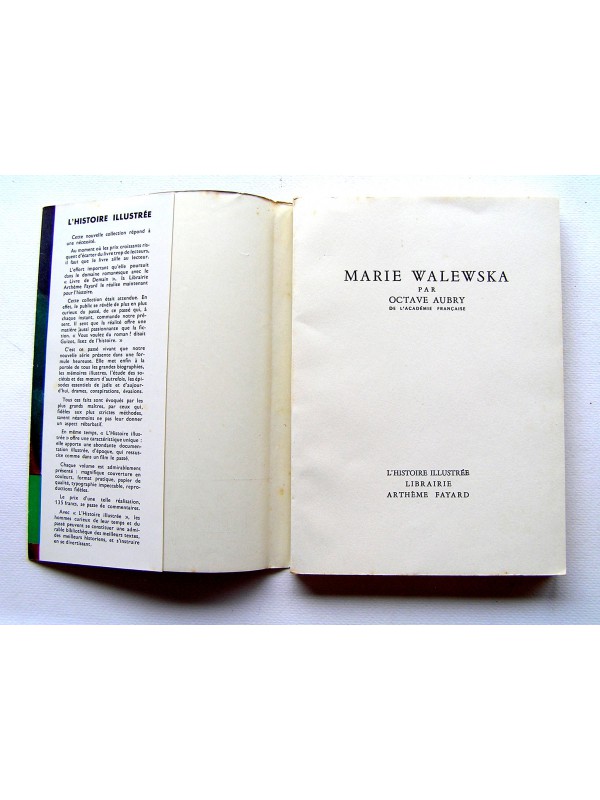 L'HISTOIRE ILLUSTRÉE
Cette nouvelle collection répond à
une nécessité.
Au moment où les prix croissants ris-
quent d'écarter du livre trop de lecteurs,
il faut que le livre aille au lecteur.
L'effort important qu'elle poursuit
dans le domaine romanesque avec le
« Livre de Demain », la Librairie
Arthème Fayard le réalise maintenant
pour l'histoire.
Cette collection était attendue. En
effet, le public se révèle de plus en plus
curieux du passé, de ce passé qui, à
chaque instant, commande notre pré-
sent. Il sent que la réalité offre une
matière jamais passionnante que la fic-
tion. « Vous voulez du roman ! disait
Guizot, lisez de l'histoire. »
C'est ce passé vivant que notre
nouvelle série présente dans une for-
mule heureuse. Elle met enfin à la
portée de tous les grandes biographies,
les mémoires illustres, l'étude des so-
ciétés et des mœurs d'autrefois, les épi-
sodes essentiels de jadis et d'aujour-
d'hui, drames, conspirations, évasions.
Tous ces faits sont évoqués par les
plus grands maîtres, par ceux qui,
fidèles aux plus strictes méthodes,
savent néanmoins ne pas leur donner
un aspect rébarbatif.
En même temps, « L'Histoire illus-
trée » offre une caractéristique unique :
elle apporte une abondante documen-
tation illustrée, d'époque, qui ressus-
cite comme dans un film le passé.
Chaque volume est admirablement
présenté : magnifique couverture en
couleurs, format pratique, papier de
qualité, typographie impeccable, repro-
ductions fidèles.
Le prix d'une telle réalisation,
135 francs, se passe de commentaires.
Avec « L'Histoire illustrée », les
hommes curieux de leur temps et du
passé peuvent se constituer une admi-
rable bibliothèque des meilleurs textes,
des meilleurs historiens, et s'instruire
en se divertissant.
MARIE WALEWSKA
PAR
OCTAVE AUBRY
DE L'ACADÉMIE FRANÇAISE
L'HISTOIRE ILLUSTRÉE
LIBRAIRIE
ARTHÈME FAYARD